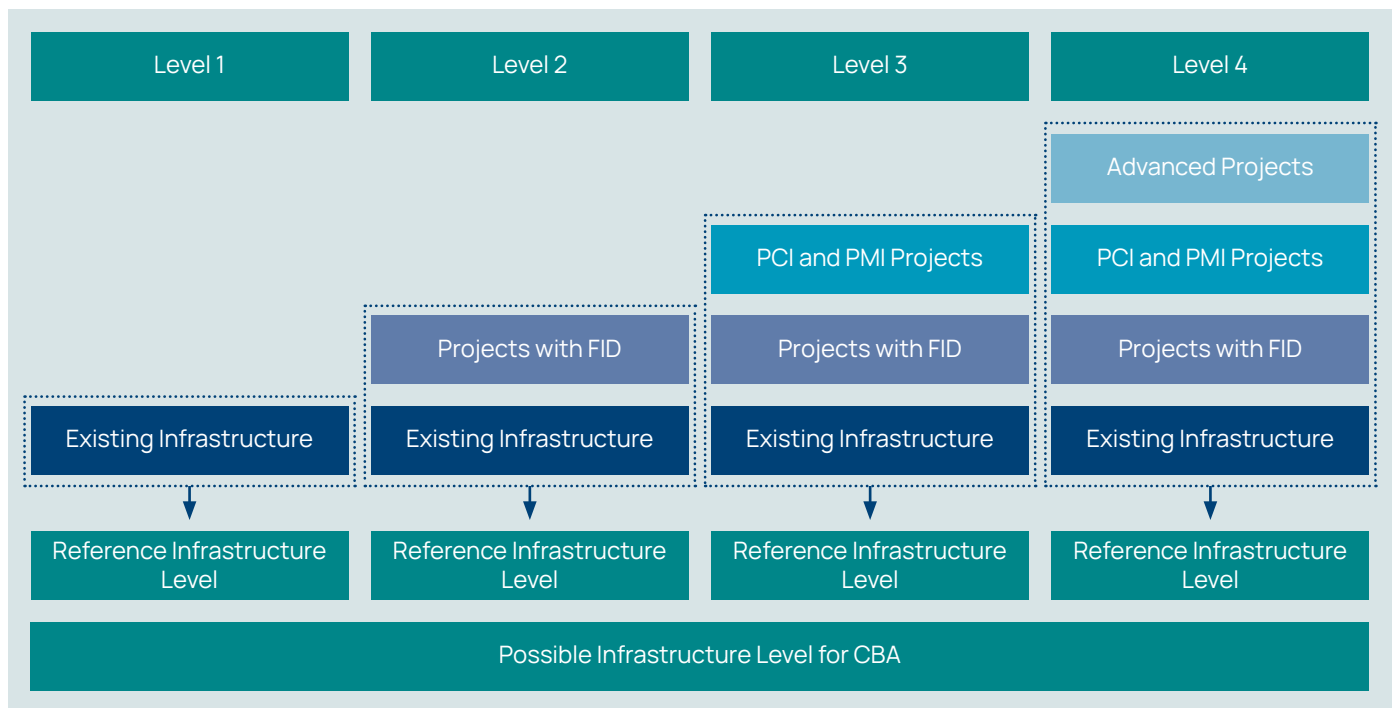 Level 1
Level 2
Level 3
Level 4
Advanced Projects
PCI and PMI Projects
PCI and PMI Projects
Projects with FID
Projects with FID
Projects with FID
Existing Infrastructure
Existing Infrastructure
Existing Infrastructure
Existing Infrastructure
Reference Infrastructure
Level
Reference Infrastructure
Level
Reference Infrastructure
Level
Reference Infrastructure
Level
Possible Infrastructure Level for CBA